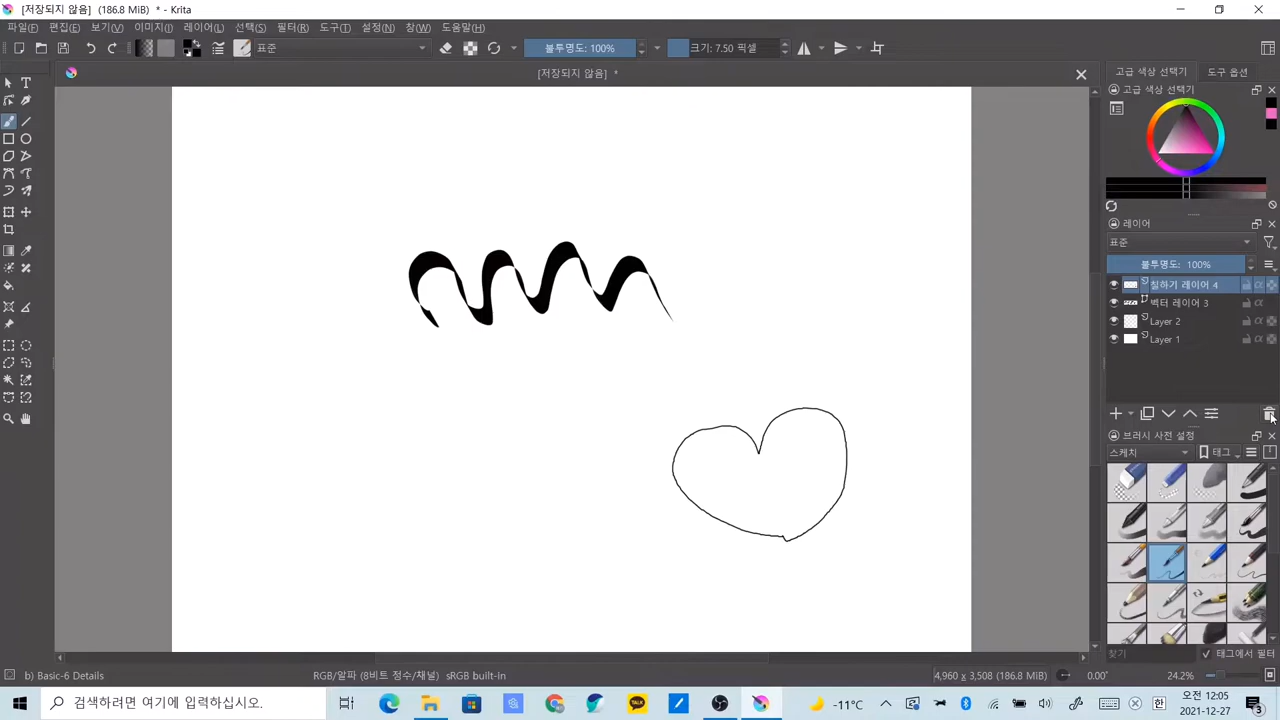 [저장되지 않음] (186.8 MiB) * - Krita
파일(F) 편집(E) 보기(V) 이미지(I) 레이어(L) 선택(S) 필터(R) 도구(T) 설정(N) 창(W) 도움말(H)
표준 불투명도: 100% 크기: 7.50 픽셀
[저장되지 않음] *
고급 색상 선택기 도구 옵션
고급 색상 선택기
레이어
표준
불투명도: 100%
칠하기 레이어 4
벡터 레이어 3
Layer 2
Layer 1
브러시 사전 설정
스케치 태그
찾기 태그에서 필터
b) Basic-6 Details RGB/알파 (8비트 정수/채널) sRGB built-In 4,960 x 3,508 (186.8 MiB) 0.00° 24.2%
검색하려면 여기에 입력하십시오. TALK -11°C 한 오전 12:05
2021-12-27 3